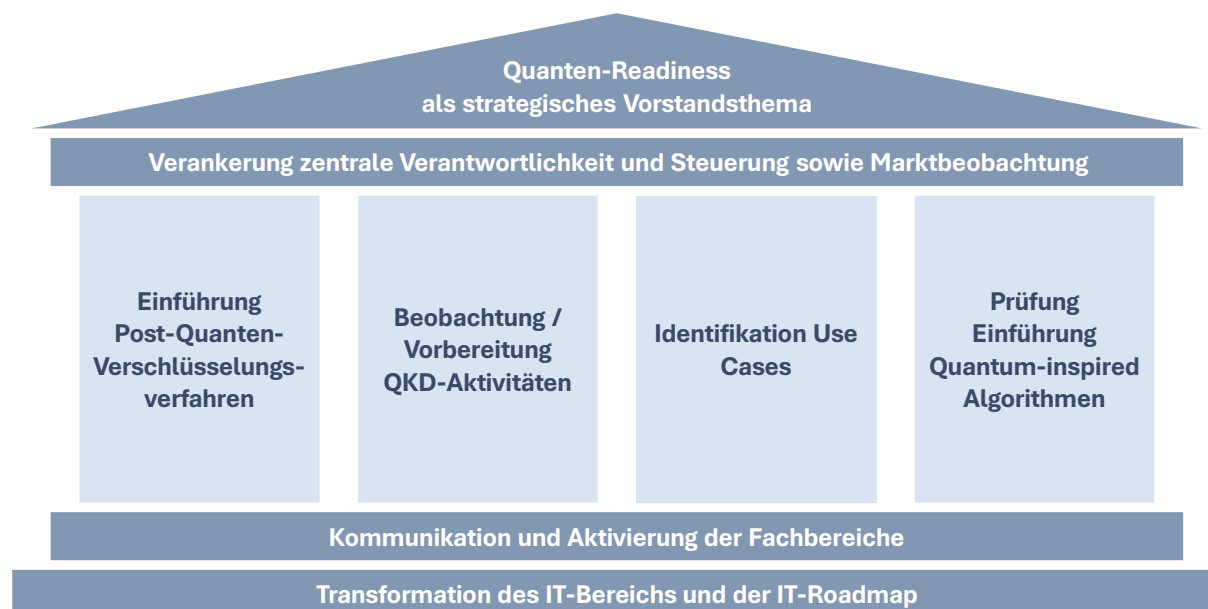 Quanten-Readiness
als strategisches Vorstandsthema
Verankerung zentrale Verantwortlichkeit und Steuerung sowie Marktbeobachtung
Einführung
Post-Quanten-
Verschlüsselungs-
verfahren
Beobachtung /
Vorbereitung
QKD-Aktivitäten
Identifikation Use
Cases
Prüfung
Einführung
Quantum-inspired
Algorithmen
Kommunikation und Aktivierung der Fachbereiche
Transformation des IT-Bereichs und der IT-Roadmap